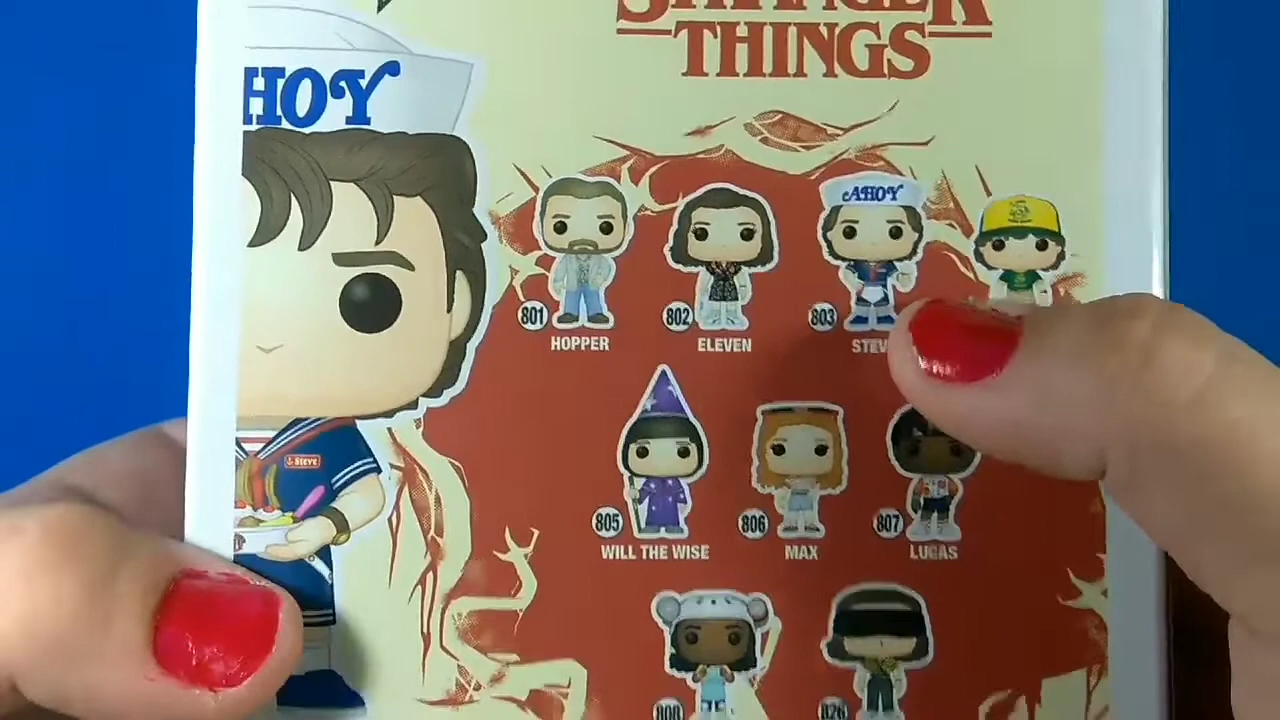 THINGS
HOY
AHOY
801 802 803
HOPPER ELEVEN
Steve
805 806 807
WILL THE WISE MAX LUCAS